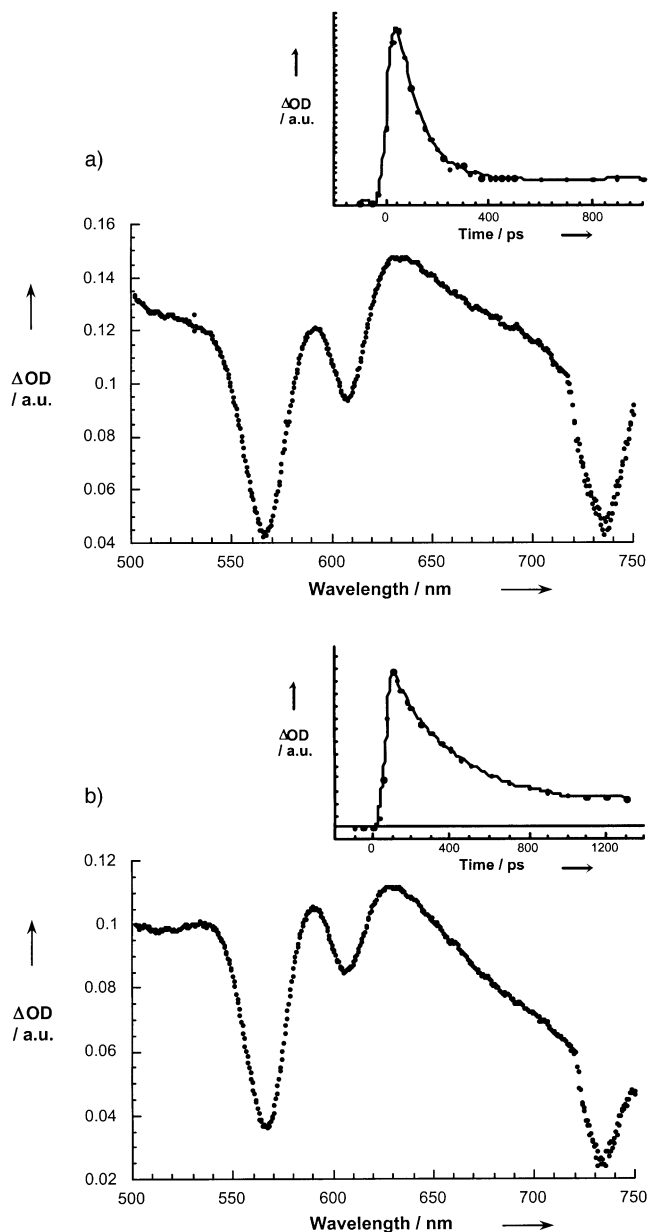 ΔOD
/ a.u.
0 400 800
Time / ps
a)
0.16
0.14
0.12
0.1
0.08
0.06
0.04
ΔOD
/ a.u.
500 550 600 650 700 750
Wavelength / nm
ΔOD
/ a.u.
0 400 800 1200
Time / ps
b)
0.12
0.1
0.08
0.06
0.04
0.02
ΔOD
/ a.u.
500 550 600 650 700 750
Wavelength / nm